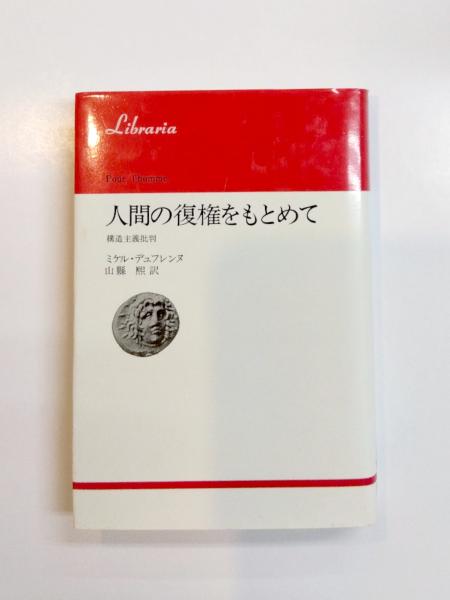 Libraria
Pour l'homme
人間の復権をもとめて
構造主義批判
ミケル・デュフレンヌ
山縣 熙 訳